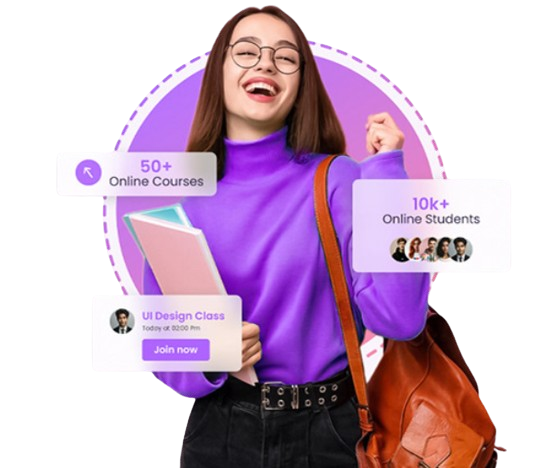 50+
Online Courses
10k+
Online Students
UI Design Class
Today at 02:00 Pm
Join now